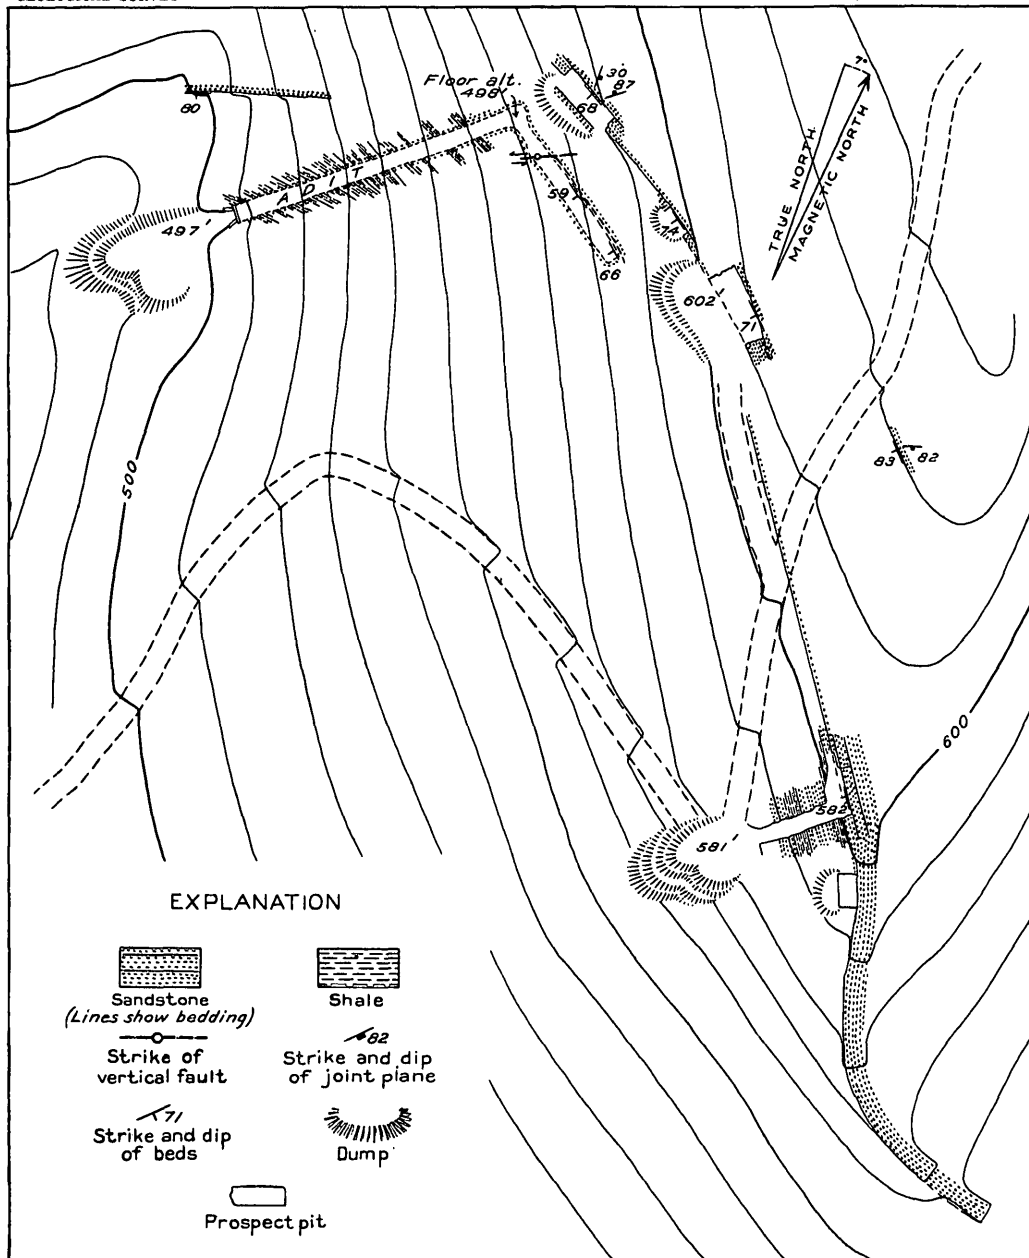 80
Floor alt.
498'
30
87
68
7°
TRUE NORTH
MAGNEXIC NORTH
ADIT
497'
59
74
66
602
71
500
83
82
600
582
581'
EXPLANATION
Sandstone
(Lines show bedding)
Shale
Strike of
vertical fault
82
Strike and dip
of joint plane
71
Strike and dip
of beds
Dump
Prospect pit